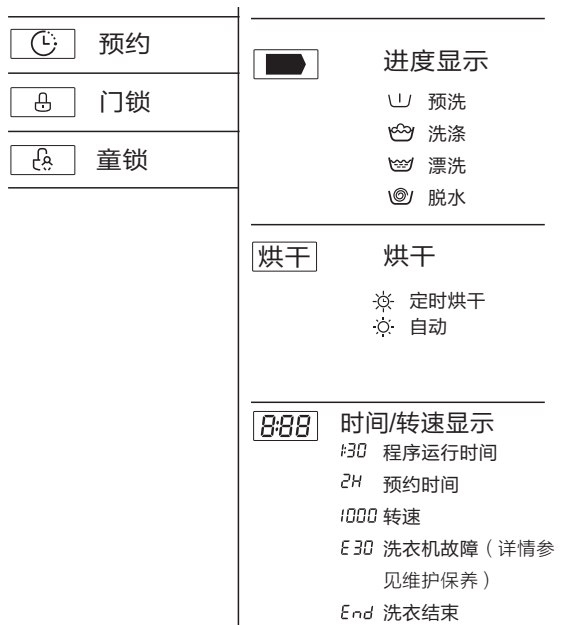 预约
门锁
童锁
进度显示
预洗
洗涤
漂洗
脱水
烘干 烘干
定时烘干
自动
8:88 时间/转速显示
1:30 程序运行时间
2H 预约时间
1000 转速
E30 洗衣机故障（详情参
见维护保养）
End 洗衣结束